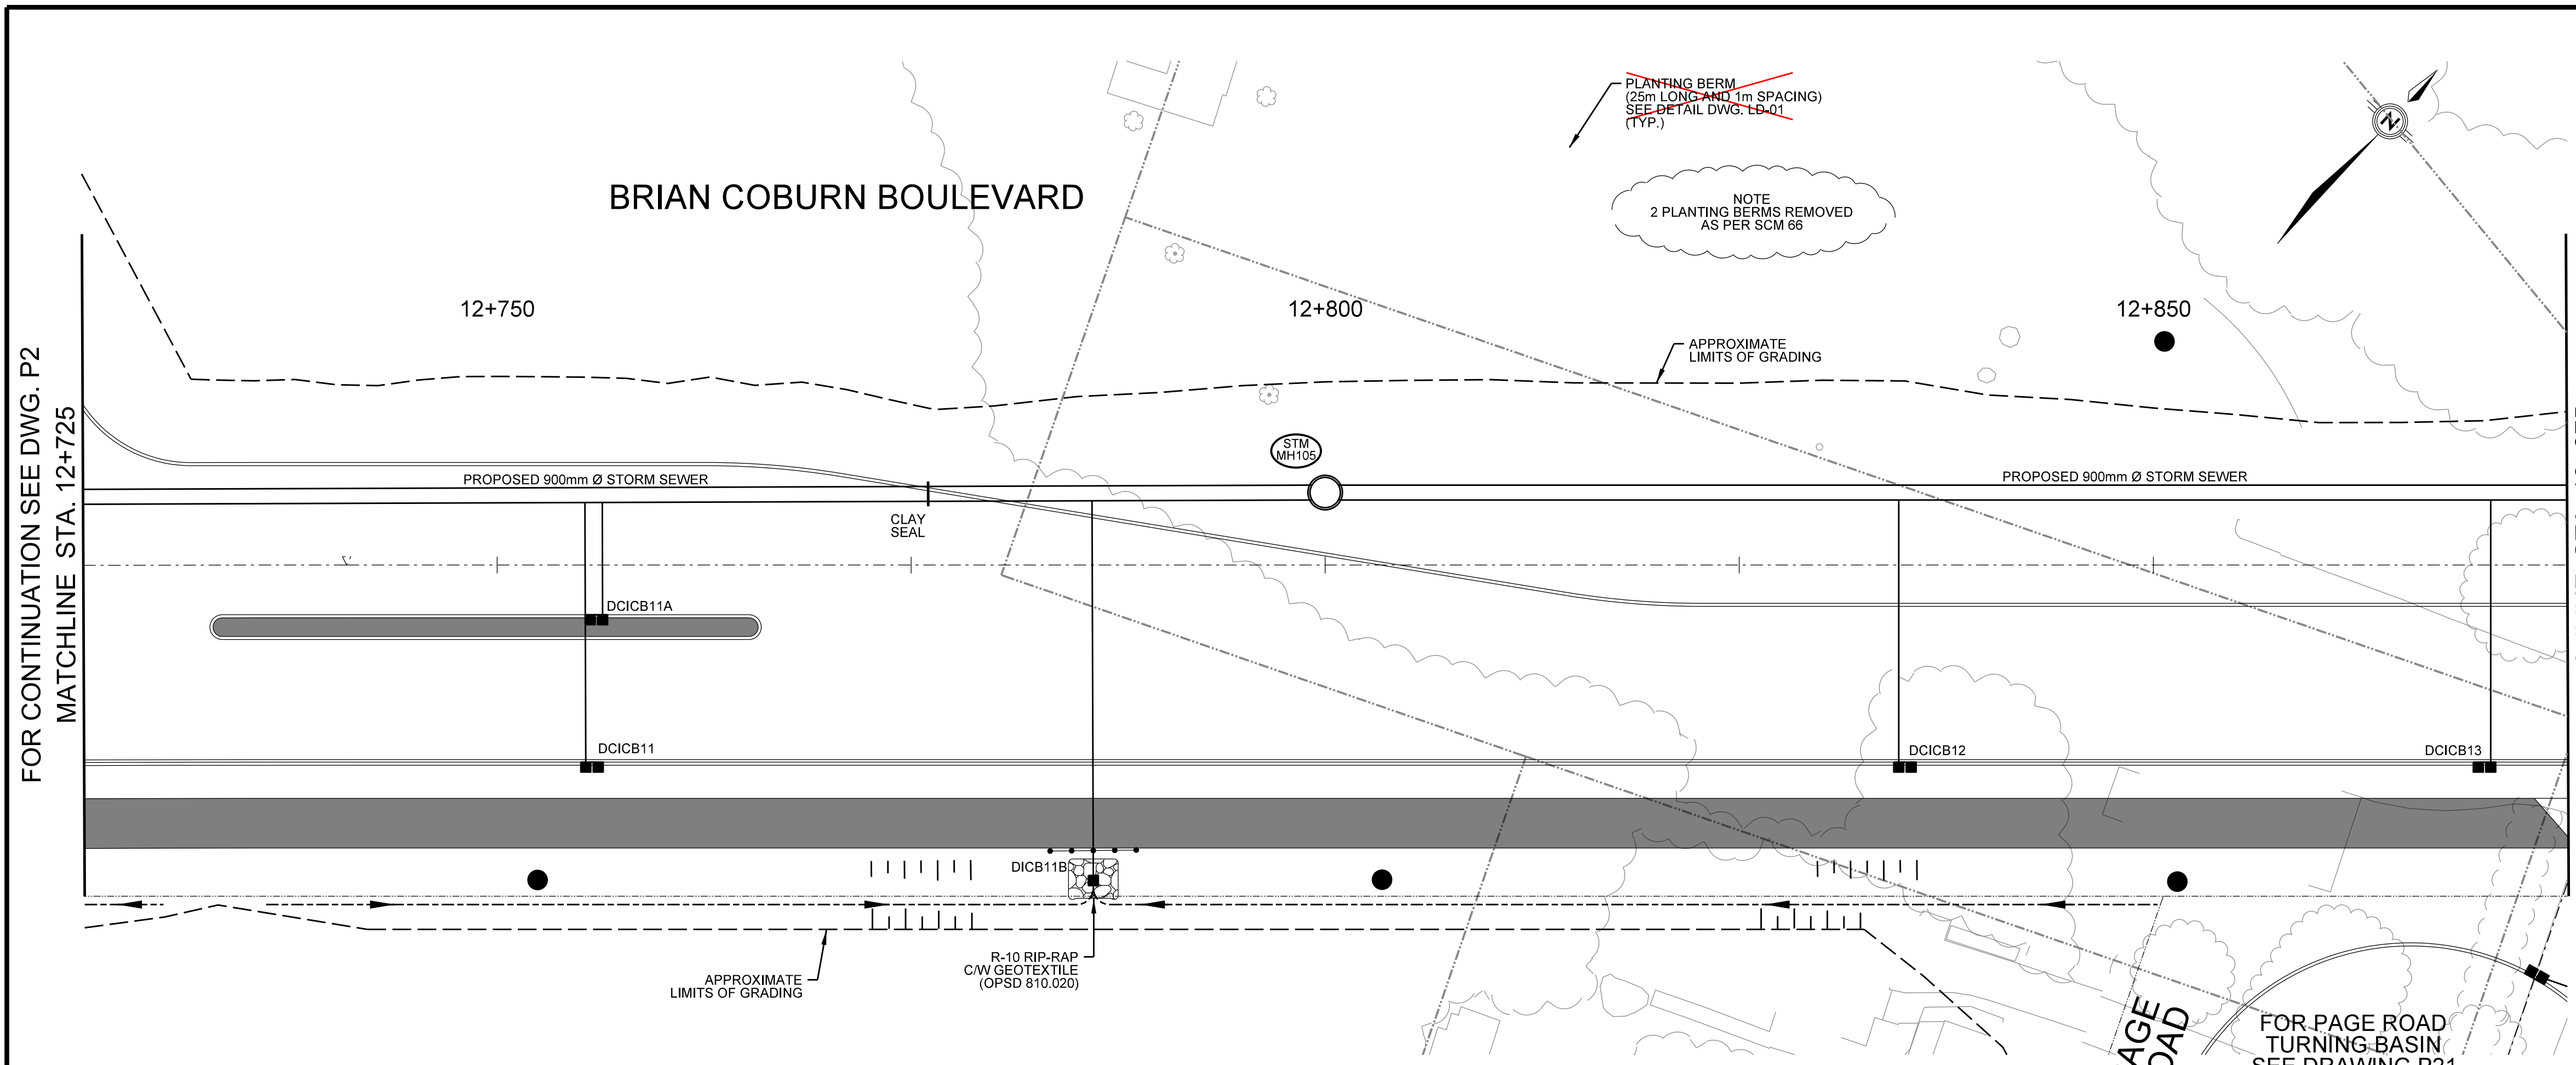 PLANTING BERM
(25m LONG AND 1m SPACING)
SEE DETAIL DWG. LD-01
(TYP.)
N
BRIAN COBURN BOULEVARD
NOTE
2 PLANTING BERMS REMOVED
AS PER SCM 66
12+750
12+800
12+850
APPROXIMATE
LIMITS OF GRADING
FOR CONTINUATION SEE DWG. P2
MATCHLINE STA. 12+725
STM
MH105
PROPOSED 900mm Ø STORM SEWER
PROPOSED 900mm Ø STORM SEWER
CLAY
SEAL
DCICB11A
DCICB11
DCICB12
DCICB13
DICB11B
R-10 RIP-RAP
C/W GEOTEXTILE
(OPSD 810.020)
APPROXIMATE
LIMITS OF GRADING
FOR PAGE ROAD
TURNING BASIN
SEE DRAWING P21